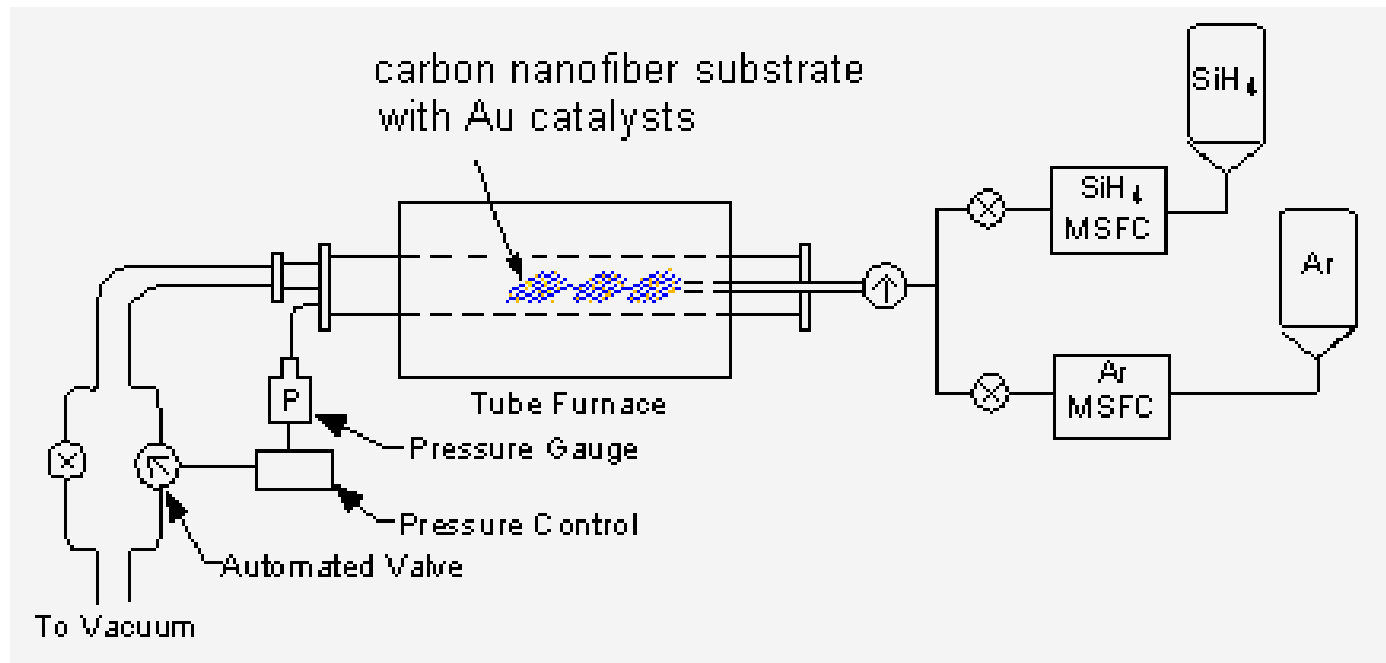 carbon nanofiber substrate
with Au catalysts
SiH4
SiH4
MSFC
Ar
Ar
MSFC
Tube Furnace
P
Pressure Gauge
Pressure Control
Automated Valve
To Vacuum